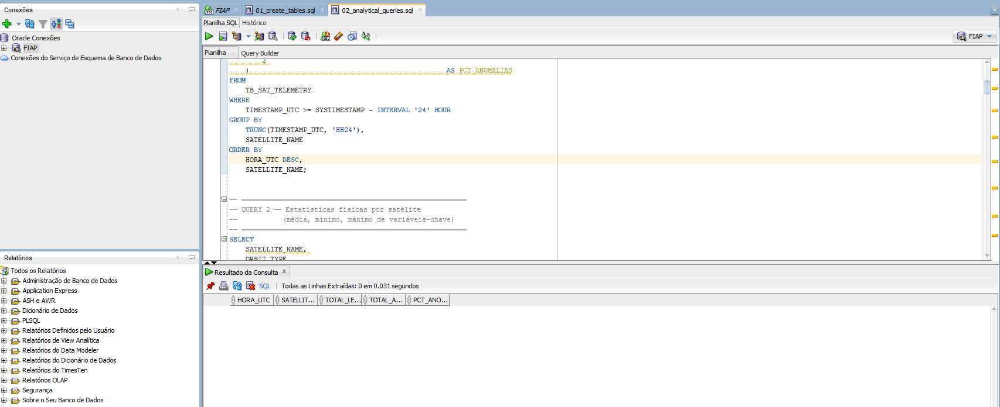 Conexões
Oracle Conexões
FIAP
Conexões do Serviço de Esquema de Banco de Dados
Relatórios
Todos os Relatórios
Administração de Banco de Dados
Application Express
ASH e AWR
Dicionário de Dados
PLSQL
Relatórios Definidos pelo Usuário
Relatórios de View Analítica
Relatórios do Data Modeler
Relatórios do Dicionário de Dados
Relatórios do TimesTen
Relatórios OLAP
Segurança
Sobre o Seu Banco de Dados
FIAP
01_create_tables.sql
02_analytical_queries.sql
Planilha SQL
Histórico
FIAP
Planilha
Query Builder
2
) AS PCT_ANOMALIAS
FROM
TB_SAT_TELEMETRY
WHERE
TIMESTAMP_UTC >= SYSTIMESTAMP - INTERVAL '24' HOUR
GROUP BY
TRUNC(TIMESTAMP_UTC, 'HH24'),
SATELLITE_NAME
ORDER BY
HORA_UTC DESC,
SATELLITE_NAME;
-- ══════════════════════════════
-- QUERY 2 — Estatísticas físicas por satélite
-- (média, mínimo, máximo de variáveis-chave)
-- ══════════════════════════════
SELECT
SATELLITE_NAME,
ORBIT_TYPE
Resultado da Consulta
SQL | Todas as Linhas Extraídas: 0 em 0.031 segundos
HORA_UTC SATELLIT... TOTAL_LE... TOTAL_A... PCT_ANO...